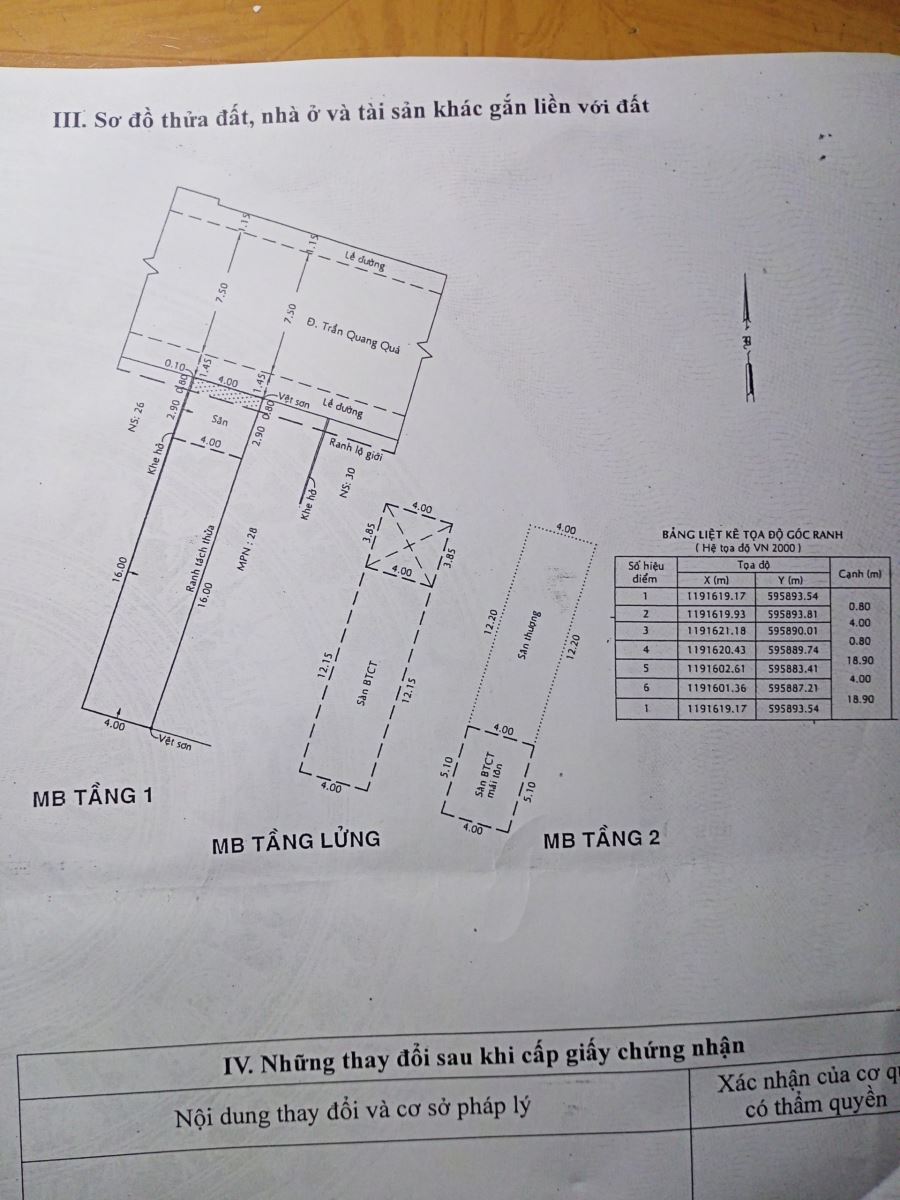 III. Sơ đồ thửa đất, nhà ở và tài sản khác gắn liền với đất
1.15
1.15
Lề đường
7.50
7.50
Đ. Trần Quang Quá
0.10
1.45
1.45
4.00
0.80
0.80
Vệt sơn
Lề đường
2.90
2.90
Sân
4.00
NS: 26
Khe hở
Ranh lộ giới
NS: 30
Khe hở
Ranh tách thửa
MPN : 28
16.00
16.00
4.00
Vệt sơn
MB TẦNG 1
4.00
3.85
3.85
4.00
12.15
12.15
Sàn BTCT
4.00
MB TẦNG LỬNG
4.00
12.20
12.20
Sân thượng
4.00
5.10
5.10
Sàn BTCT
mái tôn
4.00
MB TẦNG 2
BẢNG LIỆT KÊ TỌA ĐỘ GÓC RANH
( Hệ tọa độ VN 2000 )
Số hiệu điểm Tọa độ Cạnh (m)
X (m) Y (m)
1 1191619.17 595893.54
0.80
2 1191619.93 595893.81
4.00
3 1191621.18 595890.01
0.80
4 1191620.43 595889.74
18.90
5 1191602.61 595883.41
4.00
6 1191601.36 595887.21
18.90
1 1191619.17 595893.54
IV. Những thay đổi sau khi cấp giấy chứng nhận
Nội dung thay đổi và cơ sở pháp lý
Xác nhận của cơ
có thẩm quyền